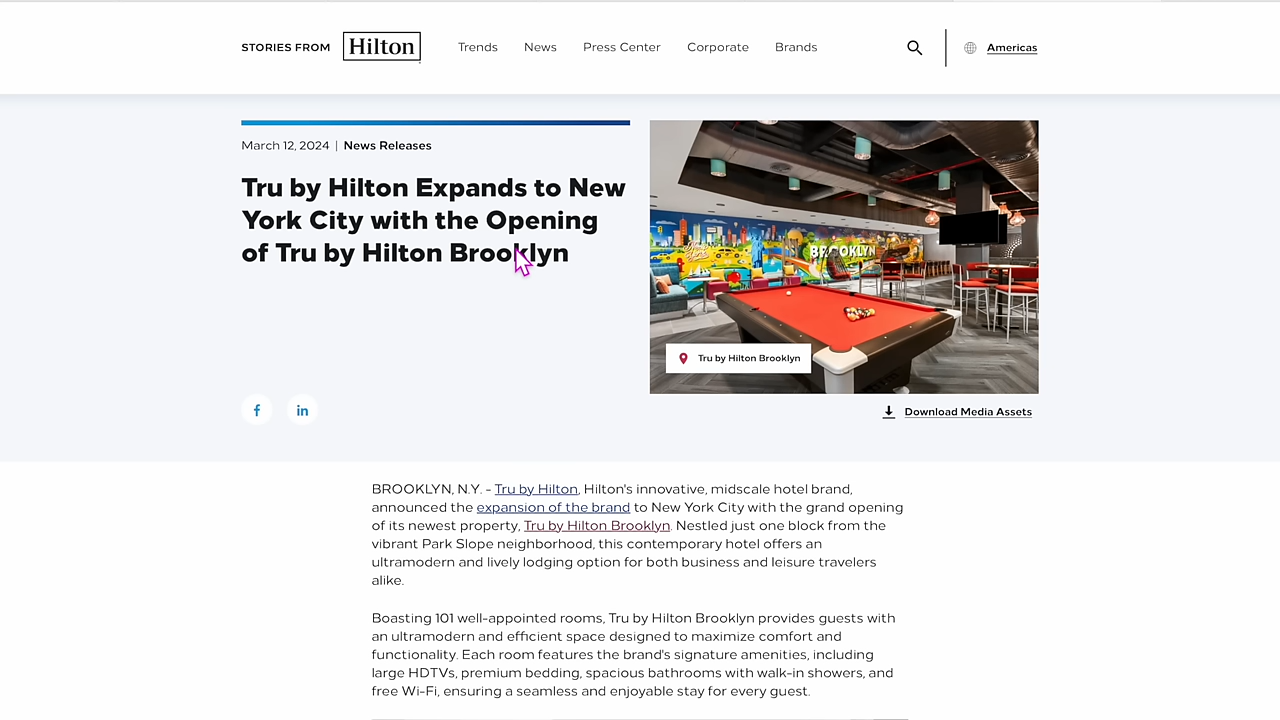 STORIES FROM Hilton Trends News Press Center Corporate Brands Americas
March 12, 2024 | News Releases
Tru by Hilton Expands to New
York City with the Opening
of Tru by Hilton Brooklyn
BROOKLYN
Tru by Hilton Brooklyn
f in
Download Media Assets
BROOKLYN, N.Y. - Tru by Hilton, Hilton's innovative, midscale hotel brand,
announced the expansion of the brand to New York City with the grand opening
of its newest property, Tru by Hilton Brooklyn. Nestled just one block from the
vibrant Park Slope neighborhood, this contemporary hotel offers an
ultramodern and lively lodging option for both business and leisure travelers
alike.
Boasting 101 well-appointed rooms, Tru by Hilton Brooklyn provides guests with
an ultramodern and efficient space designed to maximize comfort and
functionality. Each room features the brand's signature amenities, including
large HDTVs, premium bedding, spacious bathrooms with walk-in showers, and
free Wi-Fi, ensuring a seamless and enjoyable stay for every guest.